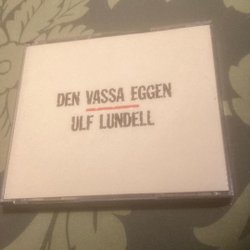 DEN VASSA EGGEN
ULF LUNDELL